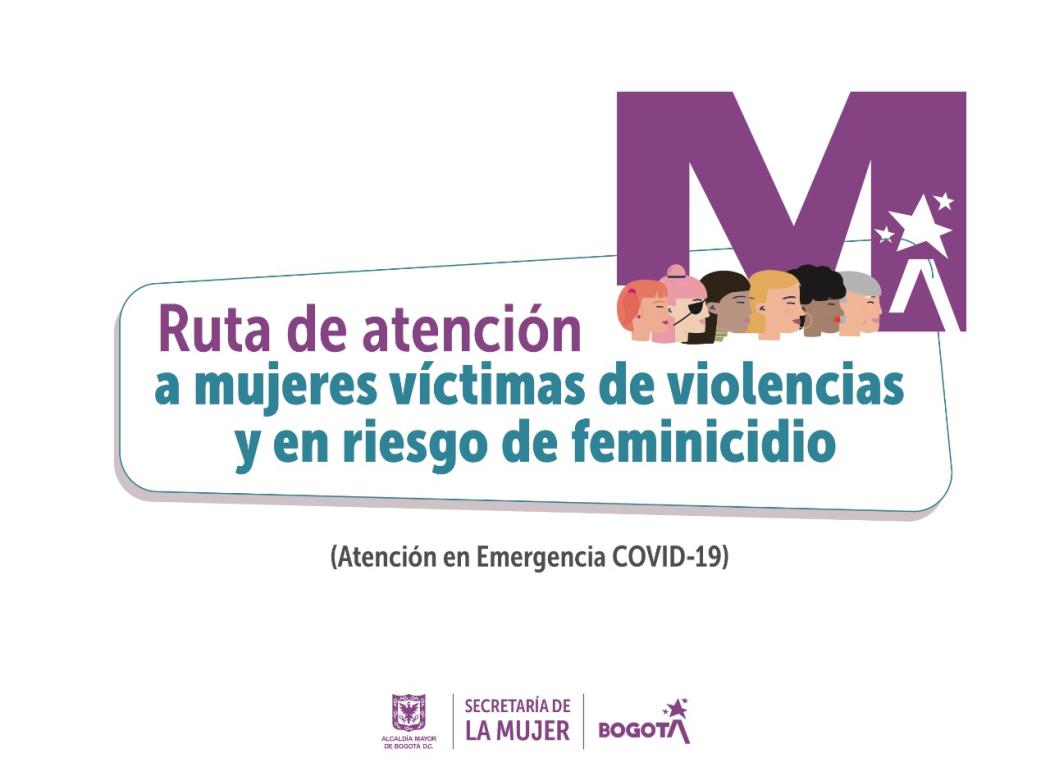 M
Ruta de atención
a mujeres víctimas de violencias
y en riesgo de feminicidio
(Atención en Emergencia COVID-19)
ALCALDÍA MAYOR
DE BOGOTÁ D.C.
SECRETARÍA DE
LA MUJER
BOGOTÁ